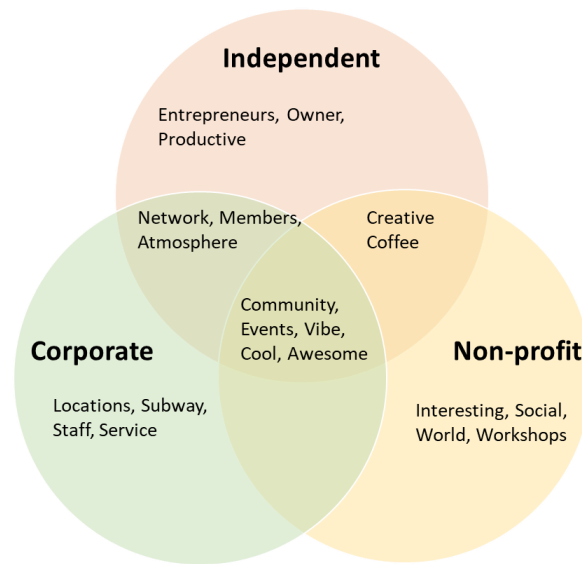 Independent
Entrepreneurs, Owner,
Productive
Network, Members,
Atmosphere
Creative
Coffee
Community,
Events, Vibe,
Cool, Awesome
Corporate
Non-profit
Locations, Subway,
Staff, Service
Interesting, Social,
World, Workshops